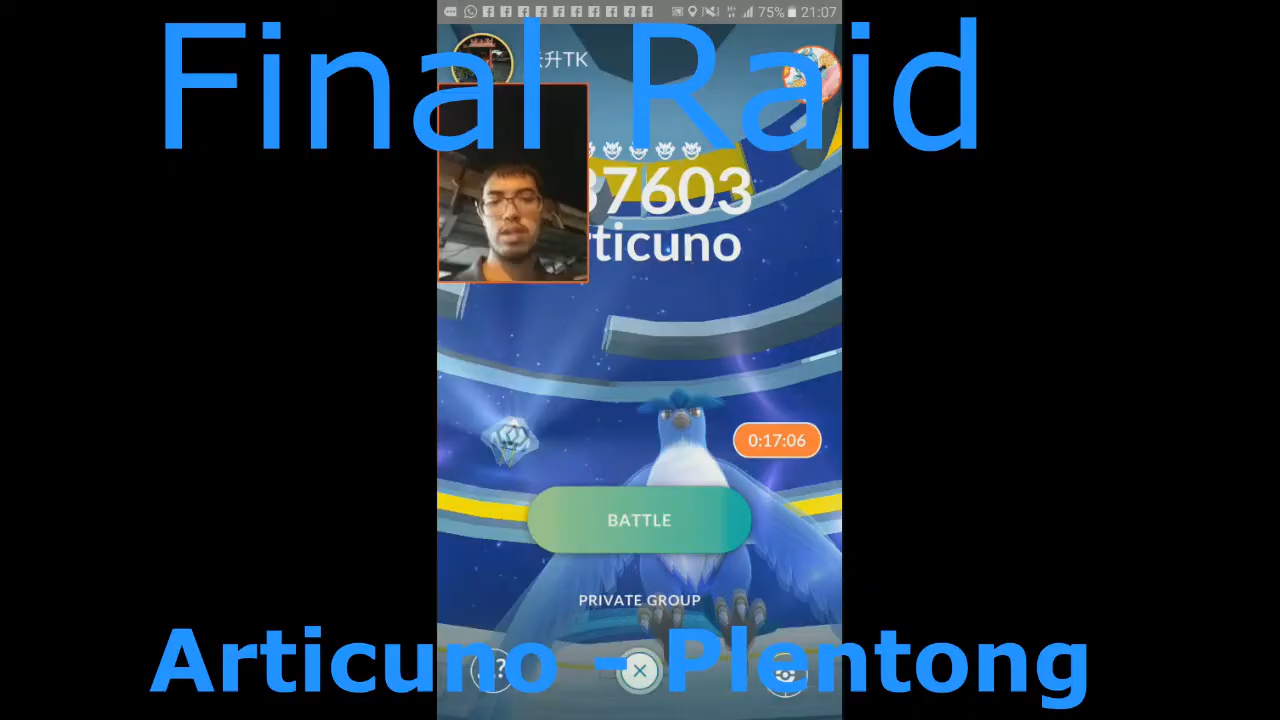 75% 21:07
Final Raid
升TK
37603
rticuno
0:17:06
BATTLE
PRIVATE GROUP
Articuno - Plentong